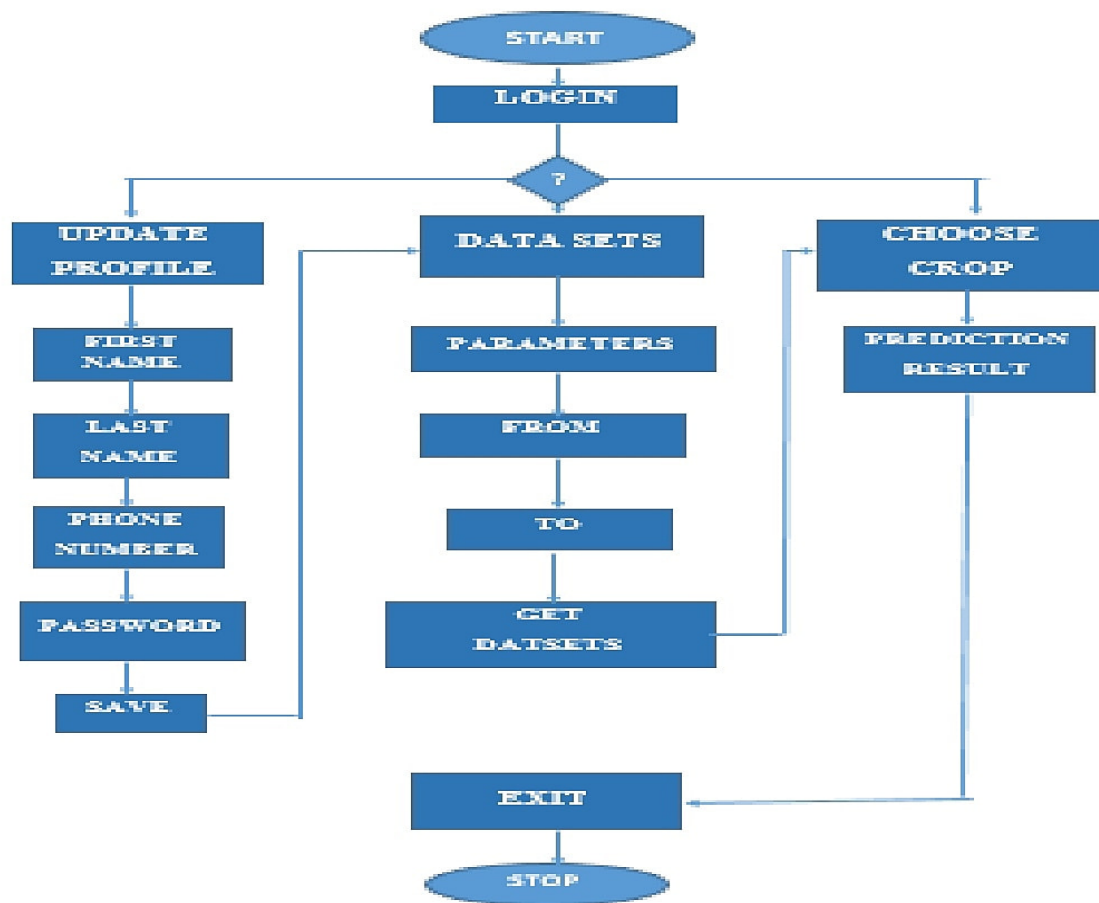 START
LOGIN
?
UPDATE
PROFILE
FIRST
NAME
LAST
NAME
PHONE
NUMBER
PASSWORD
SAVE
DATA SETS
PARAMETERS
FROM
TO
GET
DATSETS
CHOOSE
CROP
PREDICTION
RESULT
EXIT
STOP